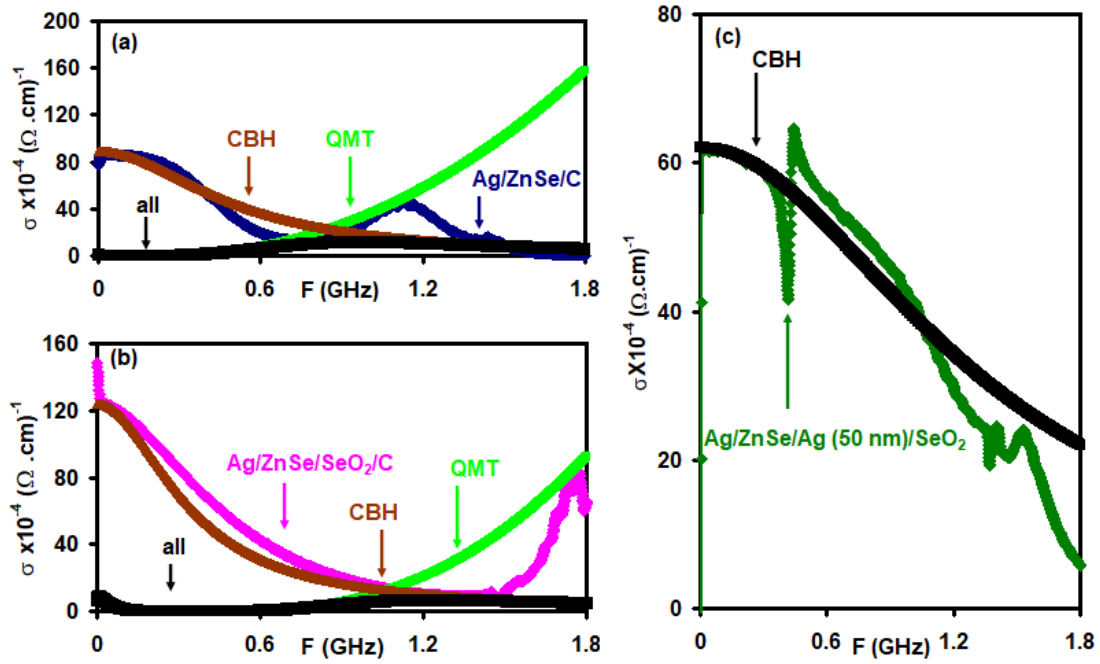 (a)
200
160
120
80
40
0
σ x10⁻⁴ (Ω .cm)⁻¹
CBH
QMT
Ag/ZnSe/C
all
0
0.6
1.2
1.8
F (GHz)
(b)
160
120
80
40
0
σ x10⁻⁴ (Ω .cm)⁻¹
Ag/ZnSe/SeO₂/C
QMT
CBH
all
0
0.6
1.2
1.8
F (GHz)
(c)
80
60
40
20
0
σX10⁻⁴ (Ω.cm)⁻¹
CBH
Ag/ZnSe/Ag (50 nm)/SeO₂
0
0.6
1.2
1.8
F (GHz)